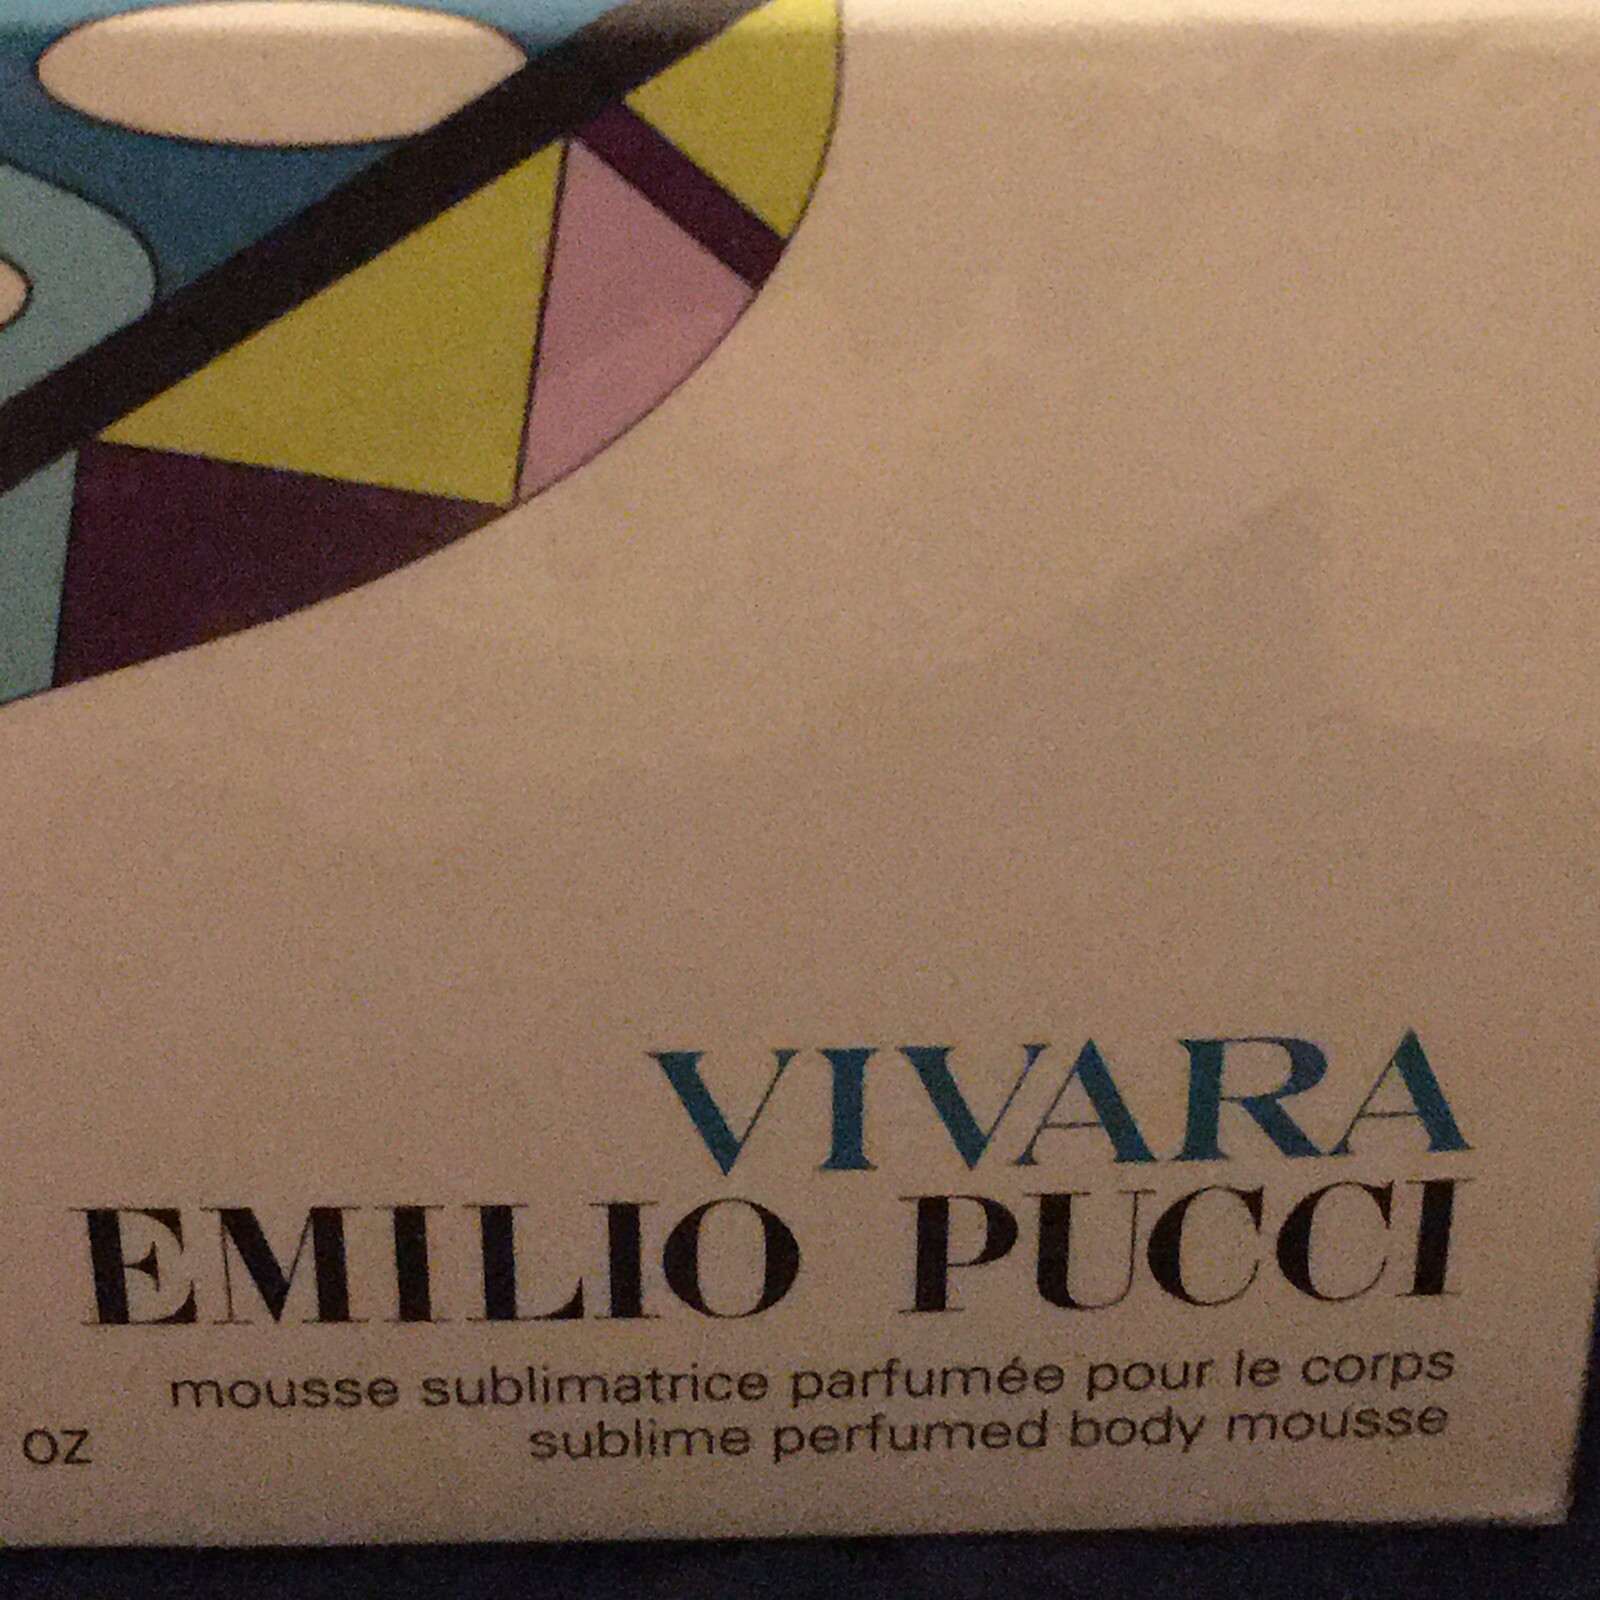 VIVARA
EMILIO PUCCI
mousse sublimatrice parfumée pour le corps
oz sublime perfumed body mousse